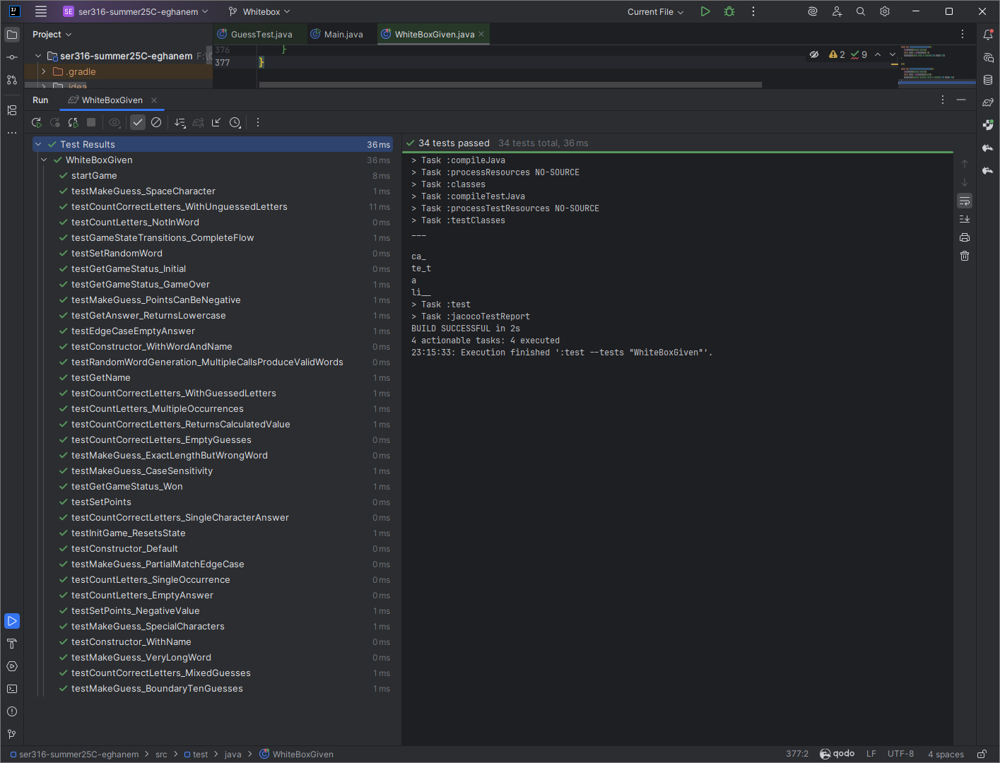 IJ SE ser316-summer25C-eghanem Whitebox Current File
Project GuessTest.java Main.java WhiteBoxGiven.java
ser316-summer25C-eghanem F:\ 376 } 2 9
.gradle 377 }
.idea
Run WhiteBoxGiven
Test Results 36 ms
WhiteBoxGiven 36 ms
startGame 8 ms
testMakeGuess_SpaceCharacter 1 ms
testCountCorrectLetters_WithUnguessedLetters 11 ms
testCountLetters_NotInWord 0 ms
testGameStateTransitions_CompleteFlow 1 ms
testSetRandomWord 0 ms
testGetGameStatus_Initial 0 ms
testGetGameStatus_GameOver 1 ms
testMakeGuess_PointsCanBeNegative 1 ms
testGetAnswer_ReturnsLowercase 1 ms
testEdgeCaseEmptyAnswer 1 ms
testConstructor_WithWordAndName 0 ms
testRandomWordGeneration_MultipleCallsProduceValidWords 0 ms
testGetName 1 ms
testCountCorrectLetters_WithGuessedLetters 1 ms
testCountLetters_MultipleOccurrences 1 ms
testCountCorrectLetters_ReturnsCalculatedValue 1 ms
testCountCorrectLetters_EmptyGuesses 0 ms
testMakeGuess_ExactLengthButWrongWord 0 ms
testMakeGuess_CaseSensitivity 1 ms
testGetGameStatus_Won 1 ms
testSetPoints 0 ms
testCountCorrectLetters_SingleCharacterAnswer 0 ms
testInitGame_ResetsState 1 ms
testConstructor_Default 0 ms
testMakeGuess_PartialMatchEdgeCase 0 ms
testCountLetters_SingleOccurrence 0 ms
testCountLetters_EmptyAnswer 0 ms
testSetPoints_NegativeValue 1 ms
testMakeGuess_SpecialCharacters 1 ms
testConstructor_WithName 0 ms
testMakeGuess_VeryLongWord 0 ms
testCountCorrectLetters_MixedGuesses 1 ms
testMakeGuess_BoundaryTenGuesses 1 ms
34 tests passed 34 tests total, 36 ms
> Task :compileJava
> Task :processResources NO-SOURCE
> Task :classes
> Task :compileTestJava
> Task :processTestResources NO-SOURCE
> Task :testClasses
___
ca_
te_t
a
li__
> Task :test
> Task :jacocoTestReport
BUILD SUCCESSFUL in 2s
4 actionable tasks: 4 executed
23:15:33: Execution finished ':test --tests "WhiteBoxGiven"'.
ser316-summer25C-eghanem > src > test > java > WhiteBoxGiven 377:2 qodo LF UTF-8 4 spaces